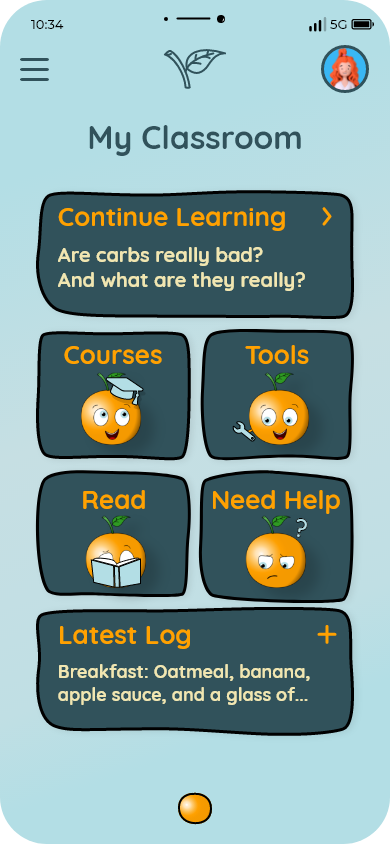 10:34
5G
My Classroom
Continue Learning
Are carbs really bad?
And what are they really?
Courses
Tools
Read
Need Help
?
Latest Log
Breakfast: Oatmeal, banana,
apple sauce, and a glass of...